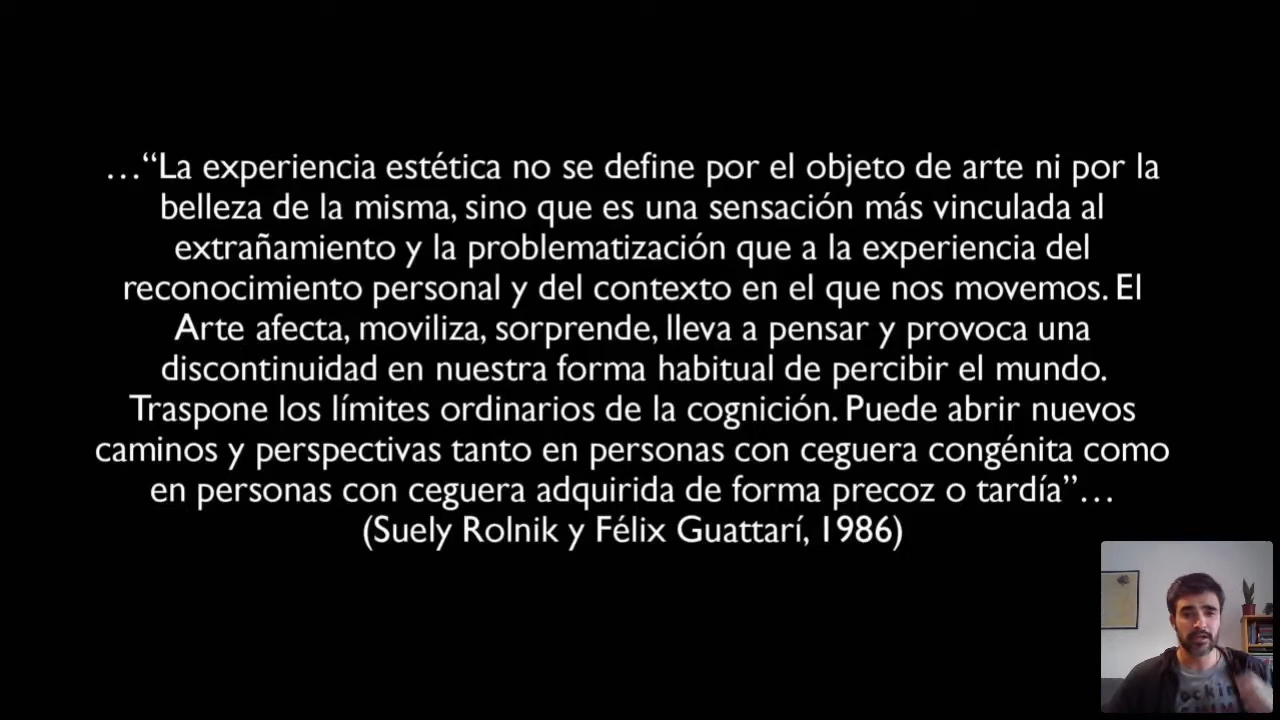 …“La experiencia estética no se define por el objeto de arte ni por la
belleza de la misma, sino que es una sensación más vinculada al
extrañamiento y la problematización que a la experiencia del
reconocimiento personal y del contexto en el que nos movemos. El
Arte afecta, moviliza, sorprende, lleva a pensar y provoca una
discontinuidad en nuestra forma habitual de percibir el mundo.
Traspone los límites ordinarios de la cognición. Puede abrir nuevos
caminos y perspectivas tanto en personas con ceguera congénita como
en personas con ceguera adquirida de forma precoz o tardía”…
(Suely Rolnik y Félix Guattarí, 1986)